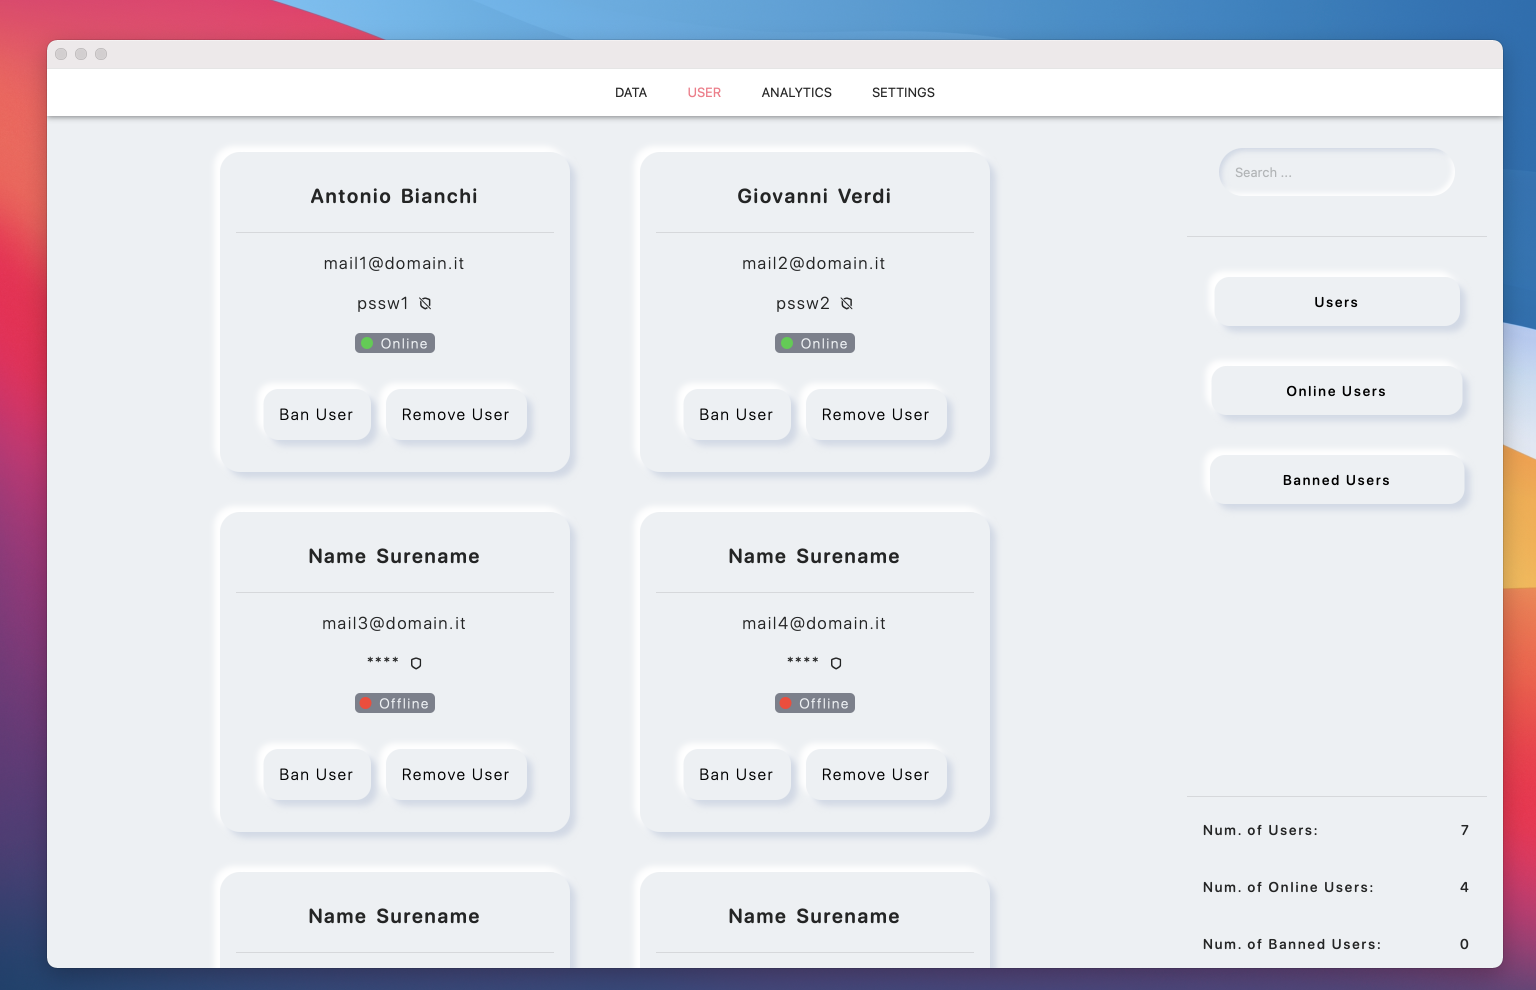 DATA USER ANALYTICS SETTINGS
Antonio Bianchi
mail1@domain.it
pssw1
Online
Ban User Remove User
Giovanni Verdi
mail2@domain.it
pssw2
Online
Ban User Remove User
Name Surename
mail3@domain.it
****
Offline
Ban User Remove User
Name Surename
mail4@domain.it
****
Offline
Ban User Remove User
Name Surename
Name Surename
Search ...
Users
Online Users
Banned Users
Num. of Users: 7
Num. of Online Users: 4
Num. of Banned Users: 0